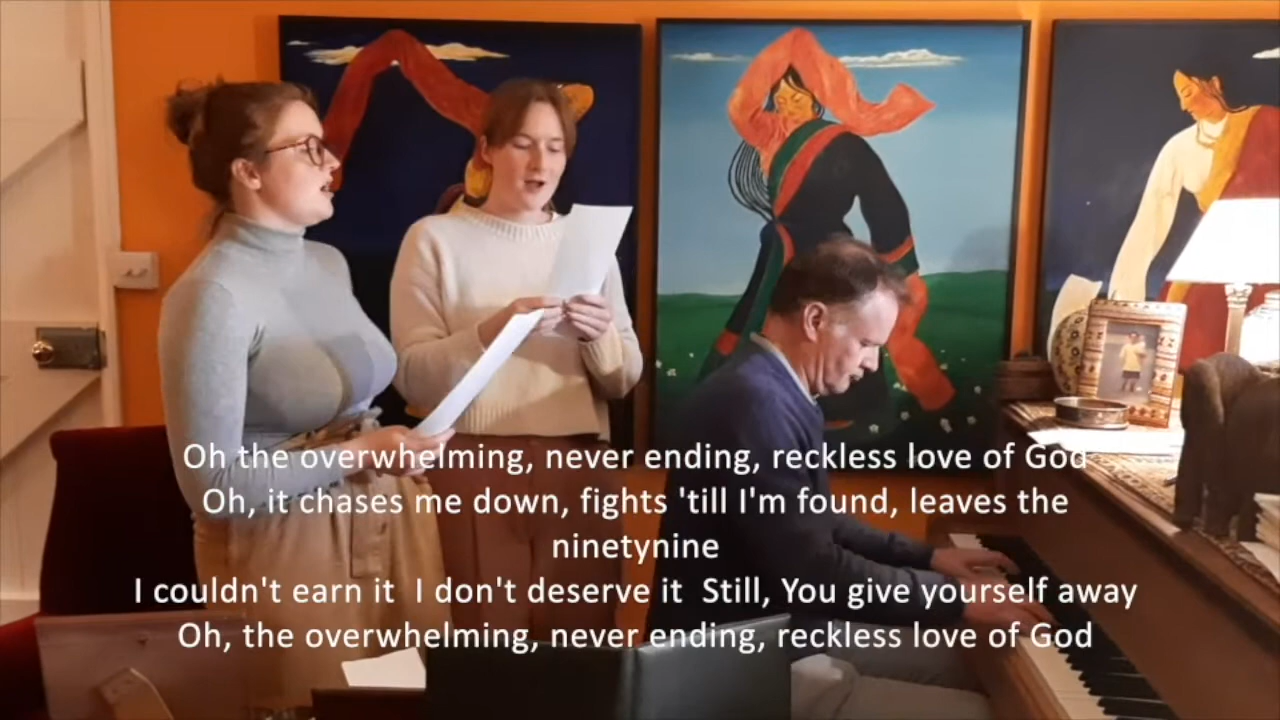 Oh the overwhelming, never ending, reckless love of God
Oh, it chases me down, fights 'till I'm found, leaves the
ninetynine
I couldn't earn it  I don't deserve it  Still, You give yourself away
Oh, the overwhelming, never ending, reckless love of God